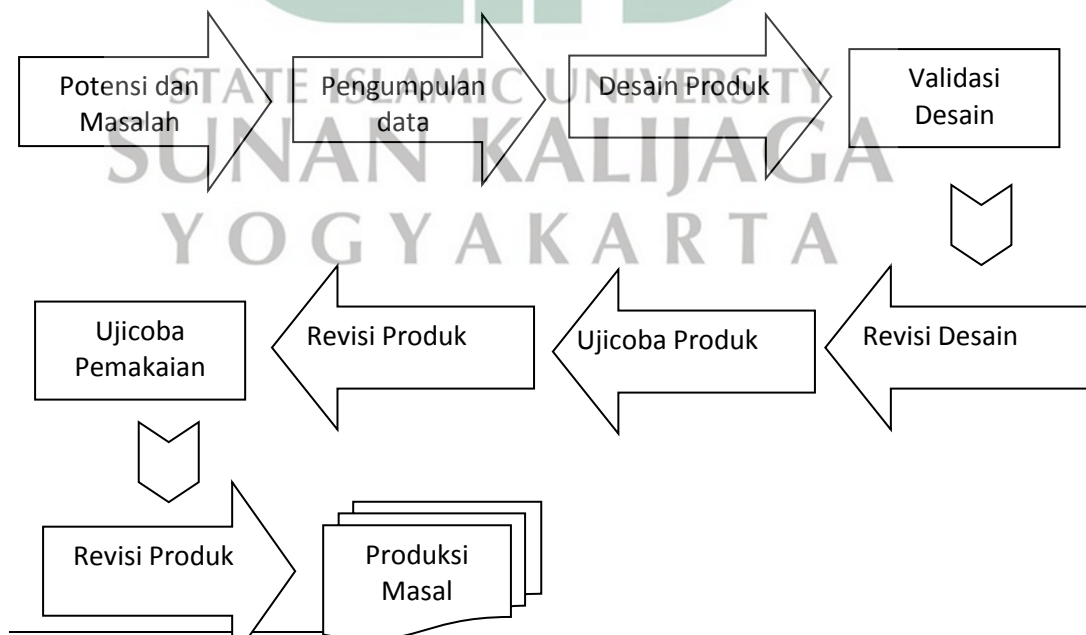 STATE ISLAMIC UNIVERSITY
SUNAN KALIJAGA
YOGYAKARTA
Potensi dan
Masalah
Pengumpulan
data
Desain Produk
Validasi
Desain
Revisi Desain
Ujicoba Produk
Revisi Produk
Ujicoba
Pemakaian
Revisi Produk
Produksi
Masal